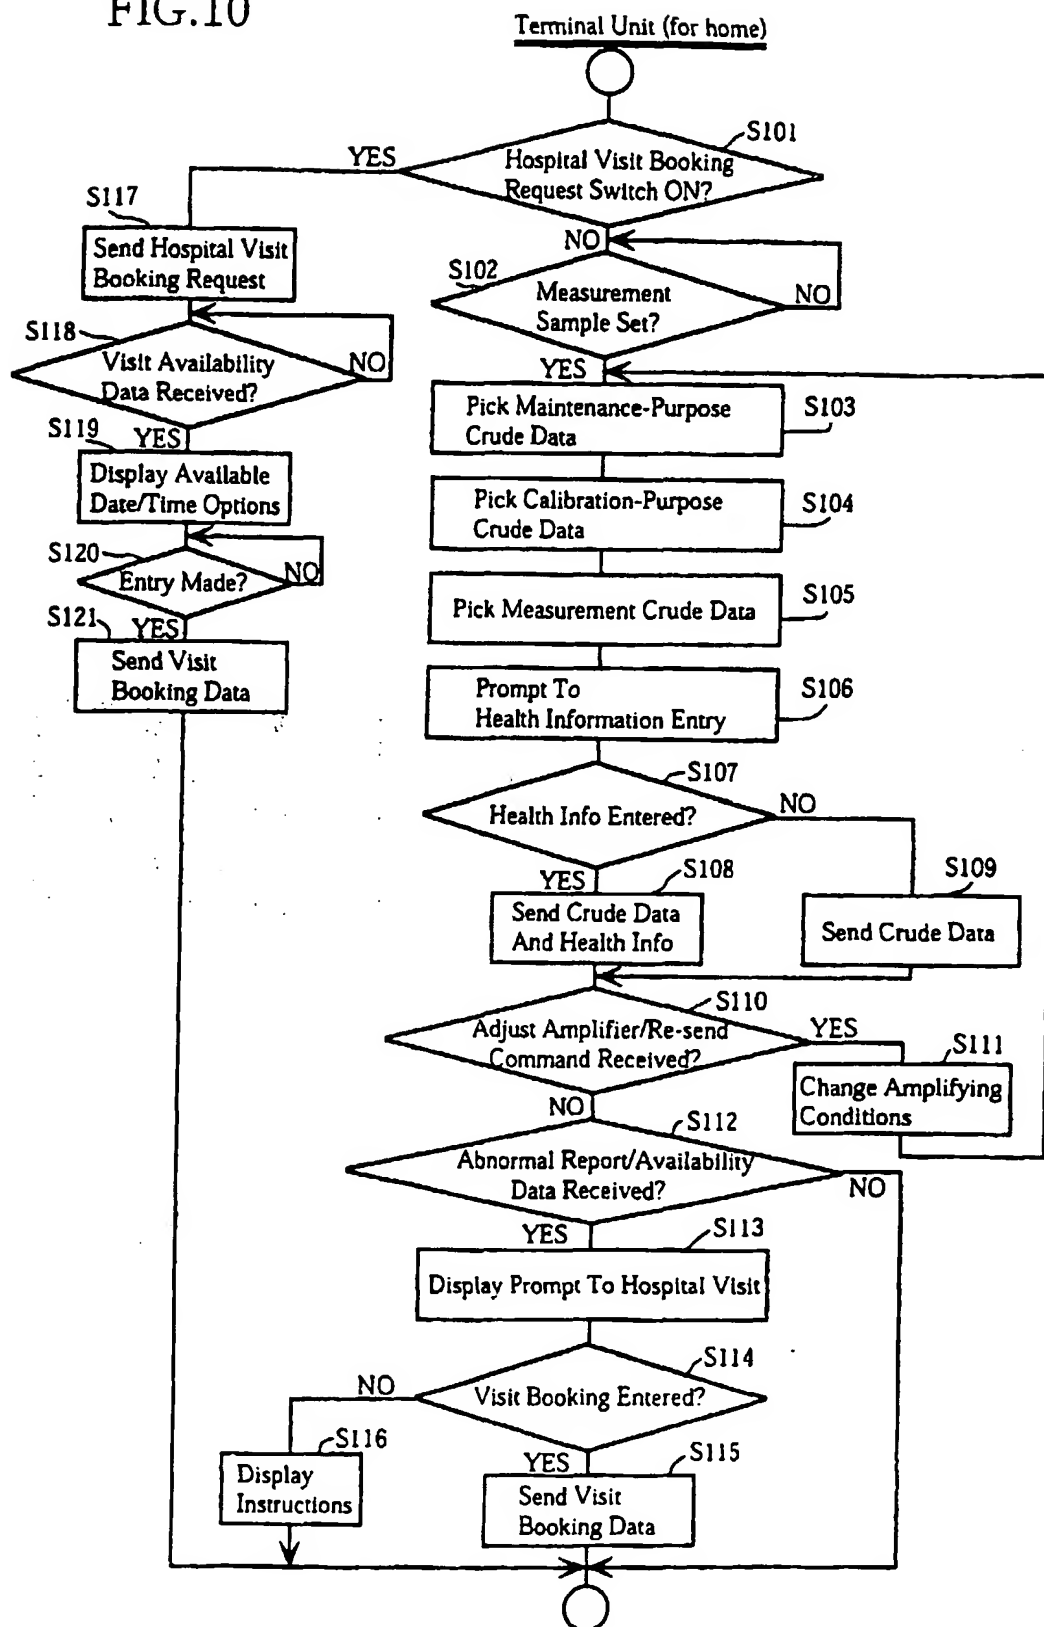 FIG.10
Terminal Unit (for home)
S101
YES
Hospital Visit Booking
Request Switch ON?
S117
Send Hospital Visit
Booking Request
NO
S102
Measurement
Sample Set?
NO
S118
Visit Availability
Data Received?
NO
YES
S103
Pick Maintenance-Purpose
Crude Data
S119
YES
Display Available
Date/Time Options
S104
Pick Calibration-Purpose
Crude Data
S120
Entry Made?
NO
S105
Pick Measurement Crude Data
S121
YES
Send Visit
Booking Data
S106
Prompt To
Health Information Entry
S107
Health Info Entered?
NO
YES
S108
Send Crude Data
And Health Info
S109
Send Crude Data
S110
Adjust Amplifier/Re-send
Command Received?
YES
S111
Change Amplifying
Conditions
NO
S112
Abnormal Report/Availability
Data Received?
NO
YES
S113
Display Prompt To Hospital Visit
S114
Visit Booking Entered?
NO
S116
Display
Instructions
YES
S115
Send Visit
Booking Data